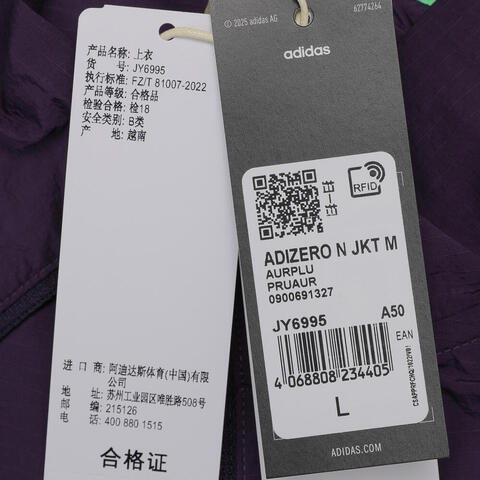 产品名称: 上衣
货 号: JY6995
执行标准: FZ/T 81007-2022
产品等级: 合格品
检验合格: 检18
安全类别: B类
产 地: 越南
进 口 商: 阿迪达斯体育(中国)有限
公司
地 址: 苏州工业园区唯胜路508号
邮 编: 215126
电 话: 400 880 1515
合格证
© 2025 adidas AG
62774264
adidas
RFID
ADIZERO N JKT M
AURPLU
PRUAUR
0900691327
JY6995
A50
EAN
4 068808 234405
L
ADIDAS.COM